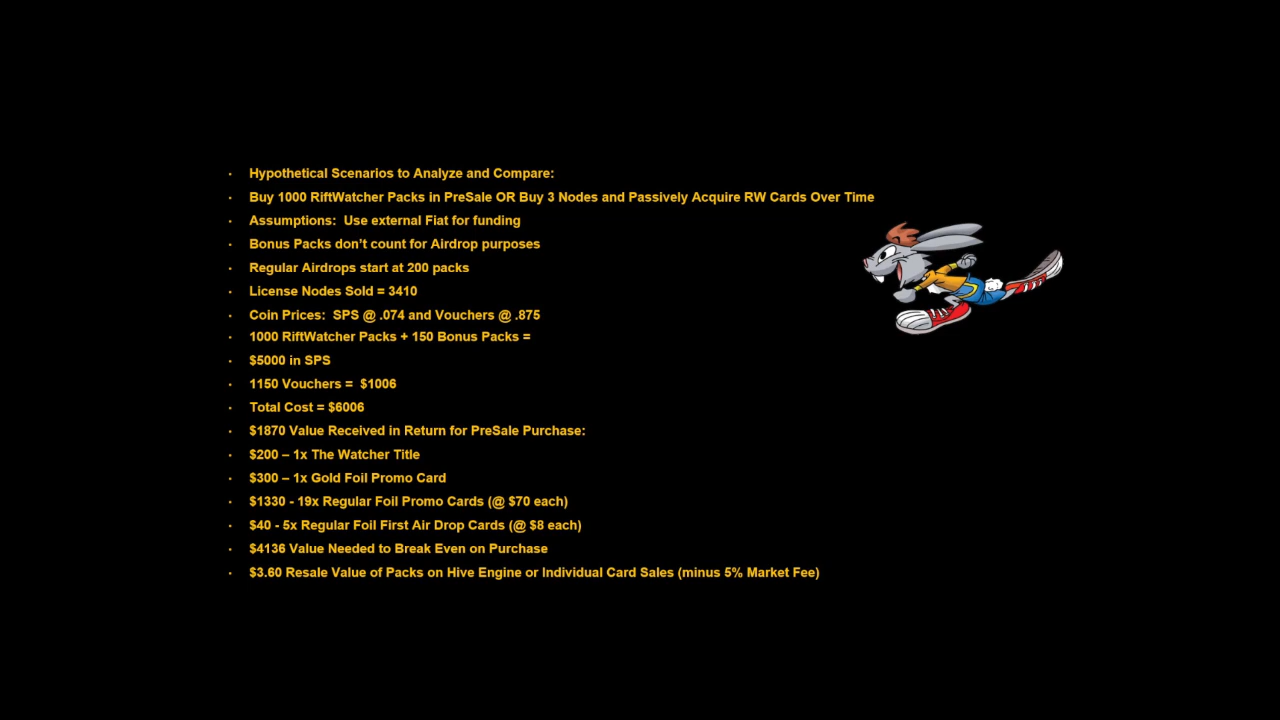 • Hypothetical Scenarios to Analyze and Compare:
• Buy 1000 RiftWatcher Packs in PreSale OR Buy 3 Nodes and Passively Acquire RW Cards Over Time
• Assumptions:  Use external Fiat for funding
• Bonus Packs don’t count for Airdrop purposes
• Regular Airdrops start at 200 packs
• License Nodes Sold = 3410
• Coin Prices:  SPS @ .074 and Vouchers @ .875
• 1000 RiftWatcher Packs + 150 Bonus Packs =
• $5000 in SPS
• 1150 Vouchers =  $1006
• Total Cost = $6006
• $1870 Value Received in Return for PreSale Purchase:
• $200 – 1x The Watcher Title
• $300 – 1x Gold Foil Promo Card
• $1330 - 19x Regular Foil Promo Cards (@ $70 each)
• $40 - 5x Regular Foil First Air Drop Cards (@ $8 each)
• $4136 Value Needed to Break Even on Purchase
• $3.60 Resale Value of Packs on Hive Engine or Individual Card Sales (minus 5% Market Fee)